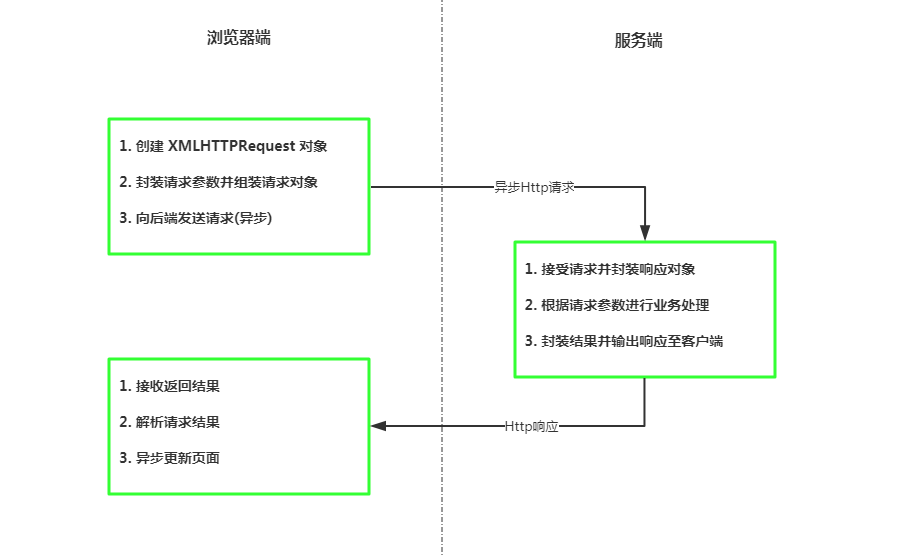 浏览器端
服务端
1. 创建 XMLHTTPRequest 对象
2. 封装请求参数并组装请求对象
3. 向后端发送请求(异步)
异步Http请求
1. 接受请求并封装响应对象
2. 根据请求参数进行业务处理
3. 封装结果并输出响应至客户端
Http响应
1. 接收返回结果
2. 解析请求结果
3. 异步更新页面